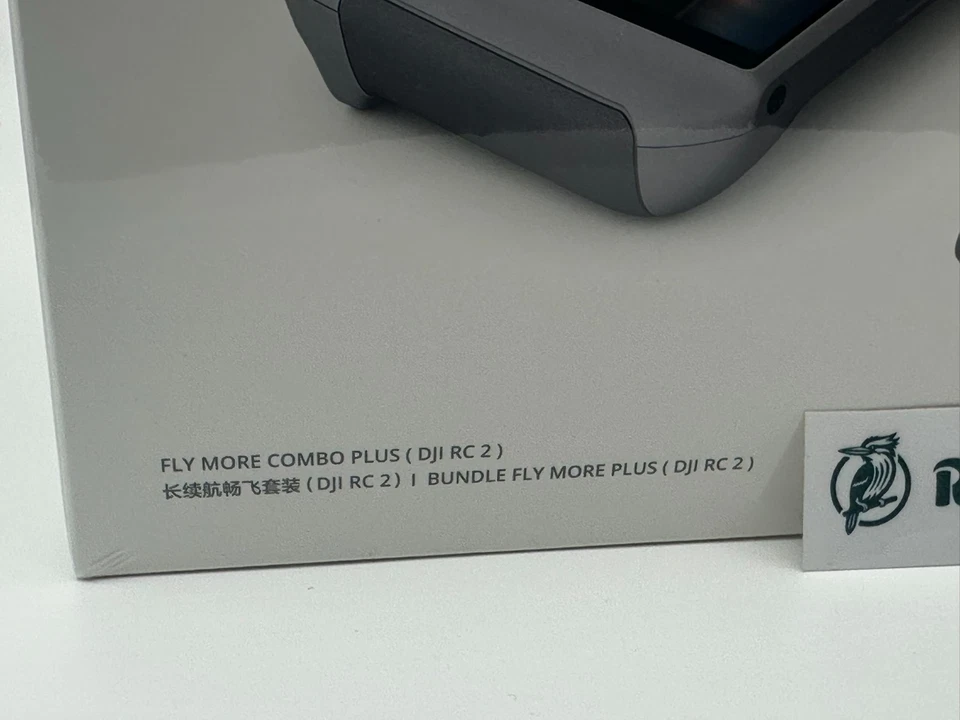 FLY MORE COMBO PLUS ( DJI RC 2 )
长续航畅飞套装 ( DJI RC 2 ) I BUNDLE FLY MORE PLUS ( DJI RC 2 )